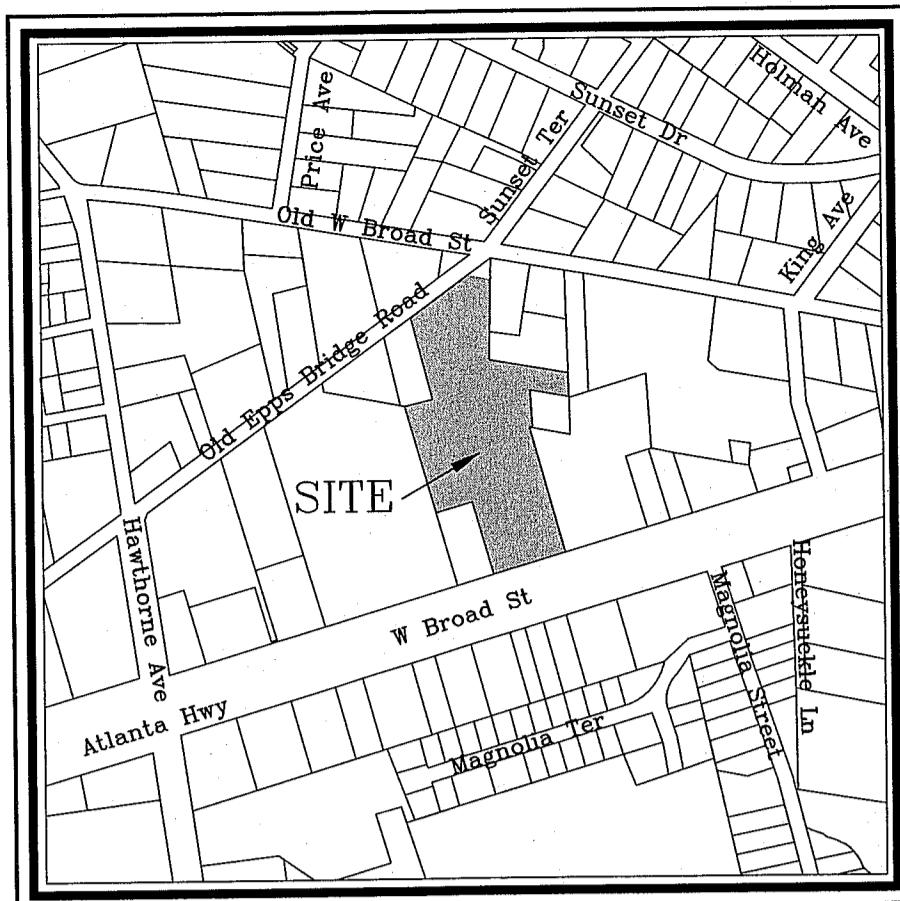 Holman Ave
Sunset Dr
Price Ave
Sunset Ter
Old W Broad St
King Ave
Old Epps Bridge Road
SITE
Hawthorne Ave
W Broad St
Honeysuckle Ln
Magnolia Street
Atlanta Hwy
Magnolia Ter